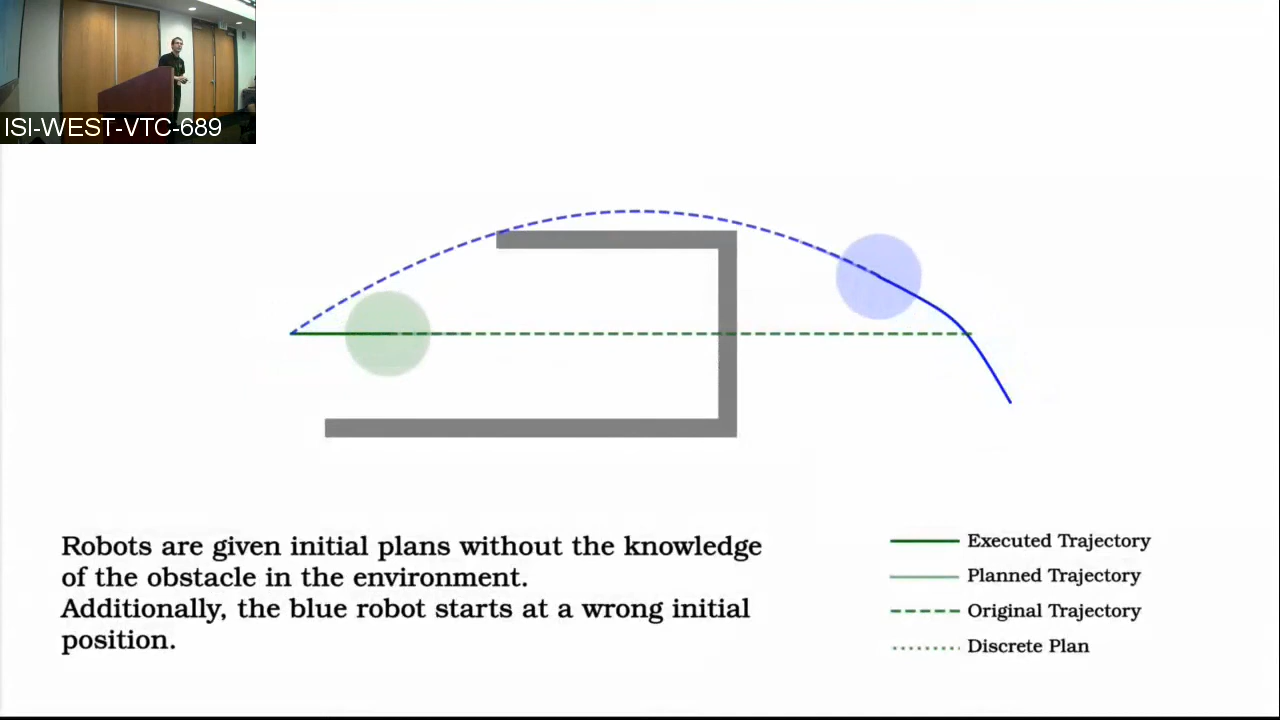 ISI-WEST-VTC-689
Robots are given initial plans without the knowledge
of the obstacle in the environment.
Additionally, the blue robot starts at a wrong initial
position.
Executed Trajectory
Planned Trajectory
Original Trajectory
Discrete Plan